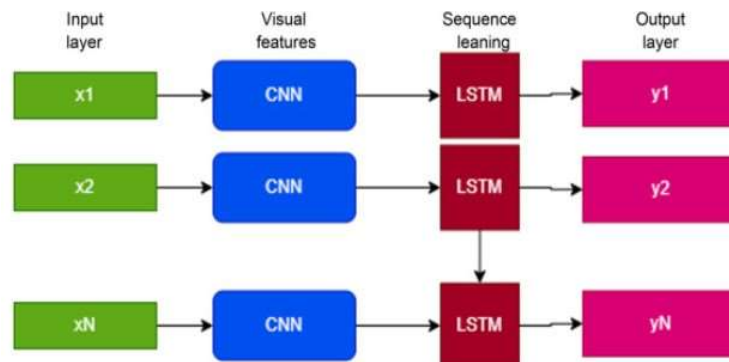 Input
layer
Visual
features
Sequence
leaning
Output
layer
x1
CNN
LSTM
y1
x2
CNN
LSTM
y2
xN
CNN
LSTM
yN